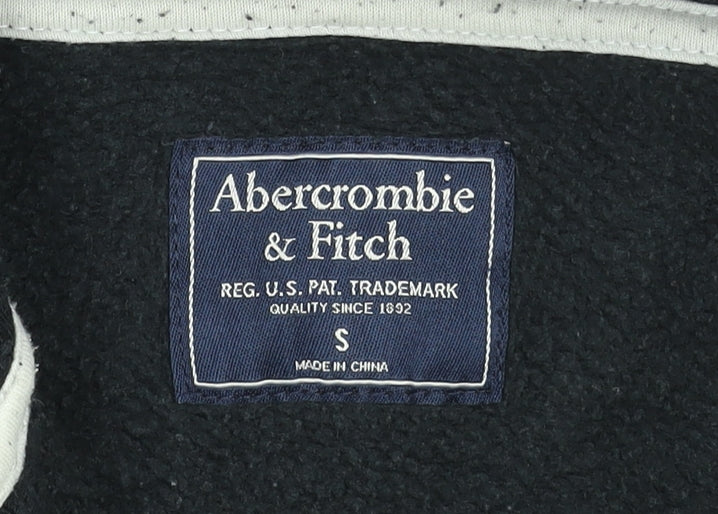 Abercrombie
& Fitch
REG. U.S. PAT. TRADEMARK
QUALITY SINCE 1892
S
MADE IN CHINA